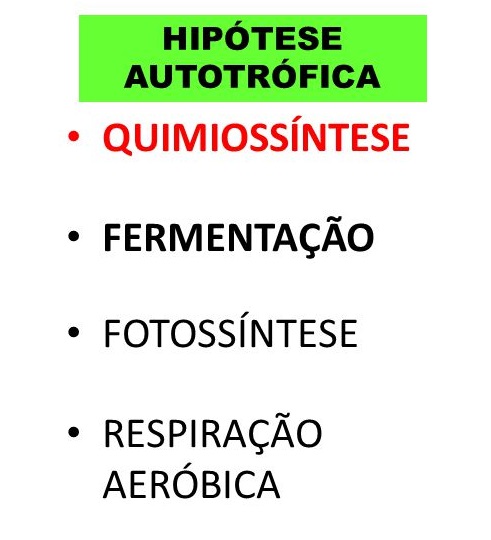 HIPÓTESE
AUTOTRÓFICA
• QUIMIOSSÍNTESE
• FERMENTAÇÃO
• FOTOSSÍNTESE
• RESPIRAÇÃO
AERÓBICA